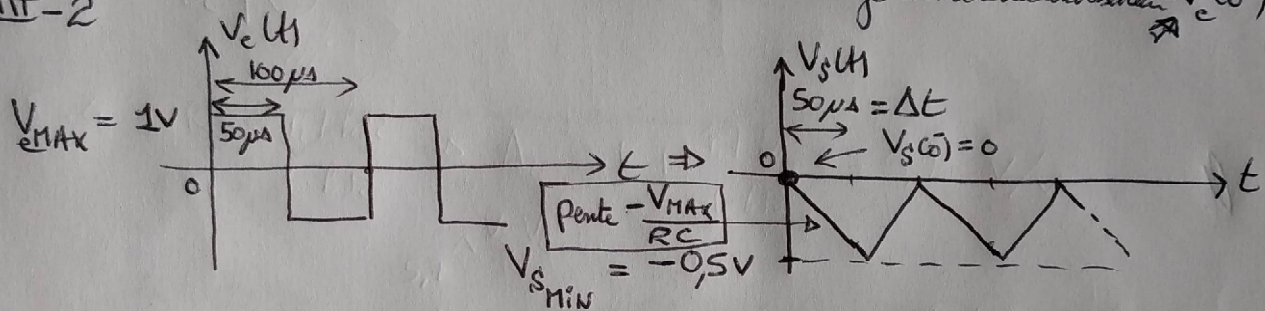 III-2
Ve(t)
100µs
50µs
VeMAX = 1V
0
t ⇒
Vs(t)
50µs = Δt
Vs(0⁻) = 0
0
t
pente -VMAX/RC
VsMiN = -0,5V